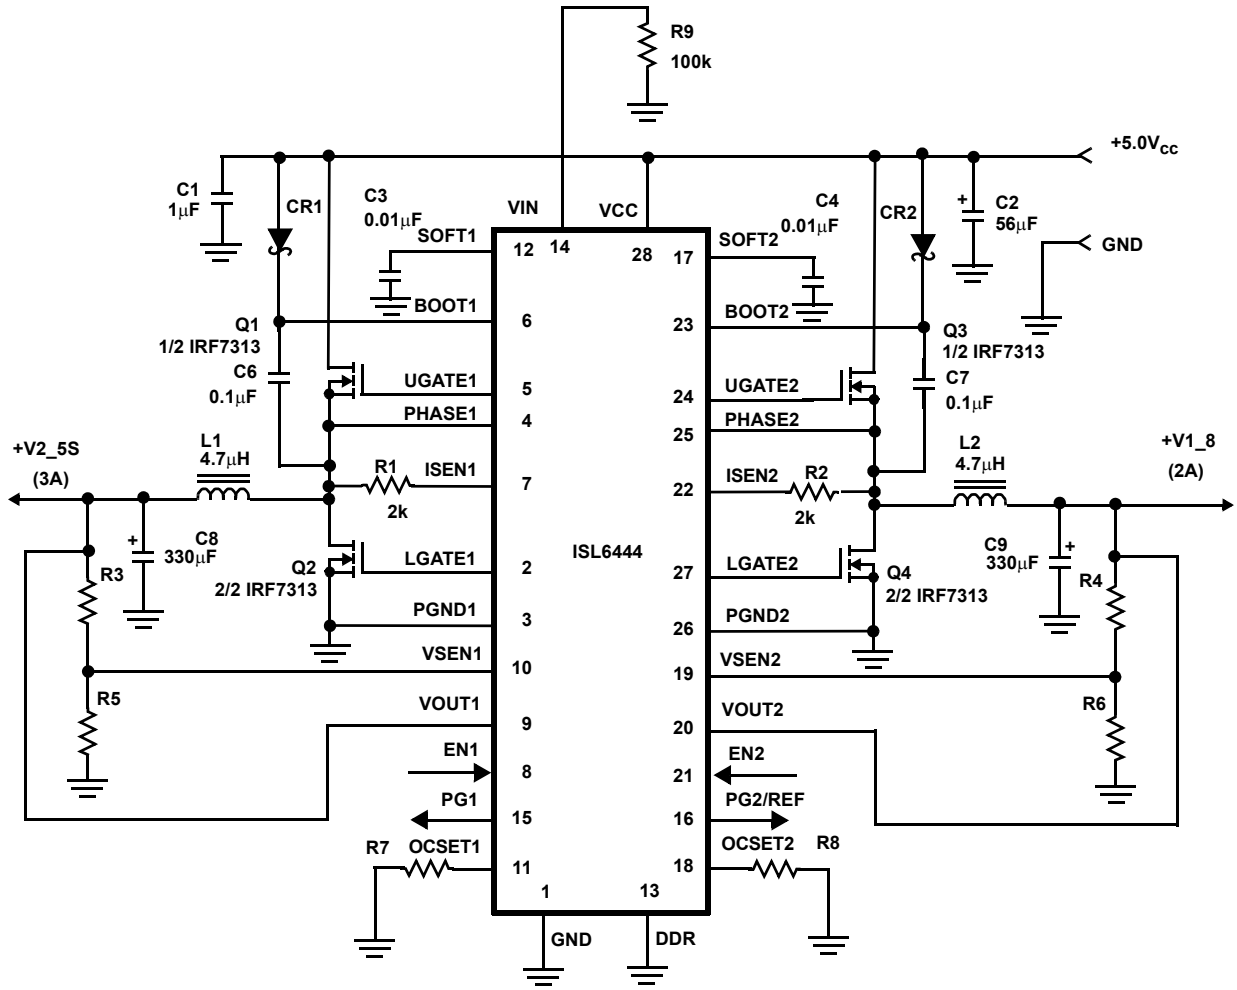 R9
100k
+5.0VCC
C1
1μF
CR1
C3
0.01μF
VIN
VCC
C4
0.01μF
CR2
+
C2
56μF
SOFT1
12
14
28
17
SOFT2
GND
BOOT1
6
23
BOOT2
Q1
1/2 IRF7313
Q3
1/2 IRF7313
C6
0.1μF
UGATE1
5
24
UGATE2
C7
0.1μF
PHASE1
4
25
PHASE2
+V2_5S
(3A)
L1
4.7μH
R1
2k
ISEN1
7
22
ISEN2
R2
2k
L2
4.7μH
+V1_8
(2A)
+
C8
330μF
ISL6444
C9
330μF
+
R3
Q2
2/2 IRF7313
LGATE1
2
27
LGATE2
Q4
2/2 IRF7313
R4
PGND1
3
26
PGND2
VSEN1
10
19
VSEN2
R5
R6
VOUT1
9
20
VOUT2
EN1
8
21
EN2
PG1
15
16
PG2/REF
R7
OCSET1
11
18
OCSET2
R8
1
13
GND
DDR